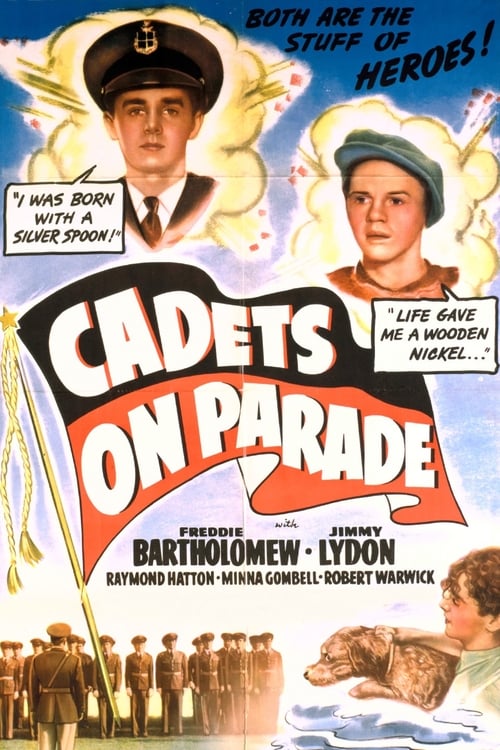 BOTH ARE THE
STUFF OF
HEROES!
"I WAS BORN
WITH A
SILVER SPOON!"
"LIFE GAVE
ME A WOODEN
NICKEL..."
CADETS
ON PARADE
with
FREDDIE JIMMY
BARTHOLOMEW · LYDON
RAYMOND HATTON · MINNA GOMBELL · ROBERT WARWICK